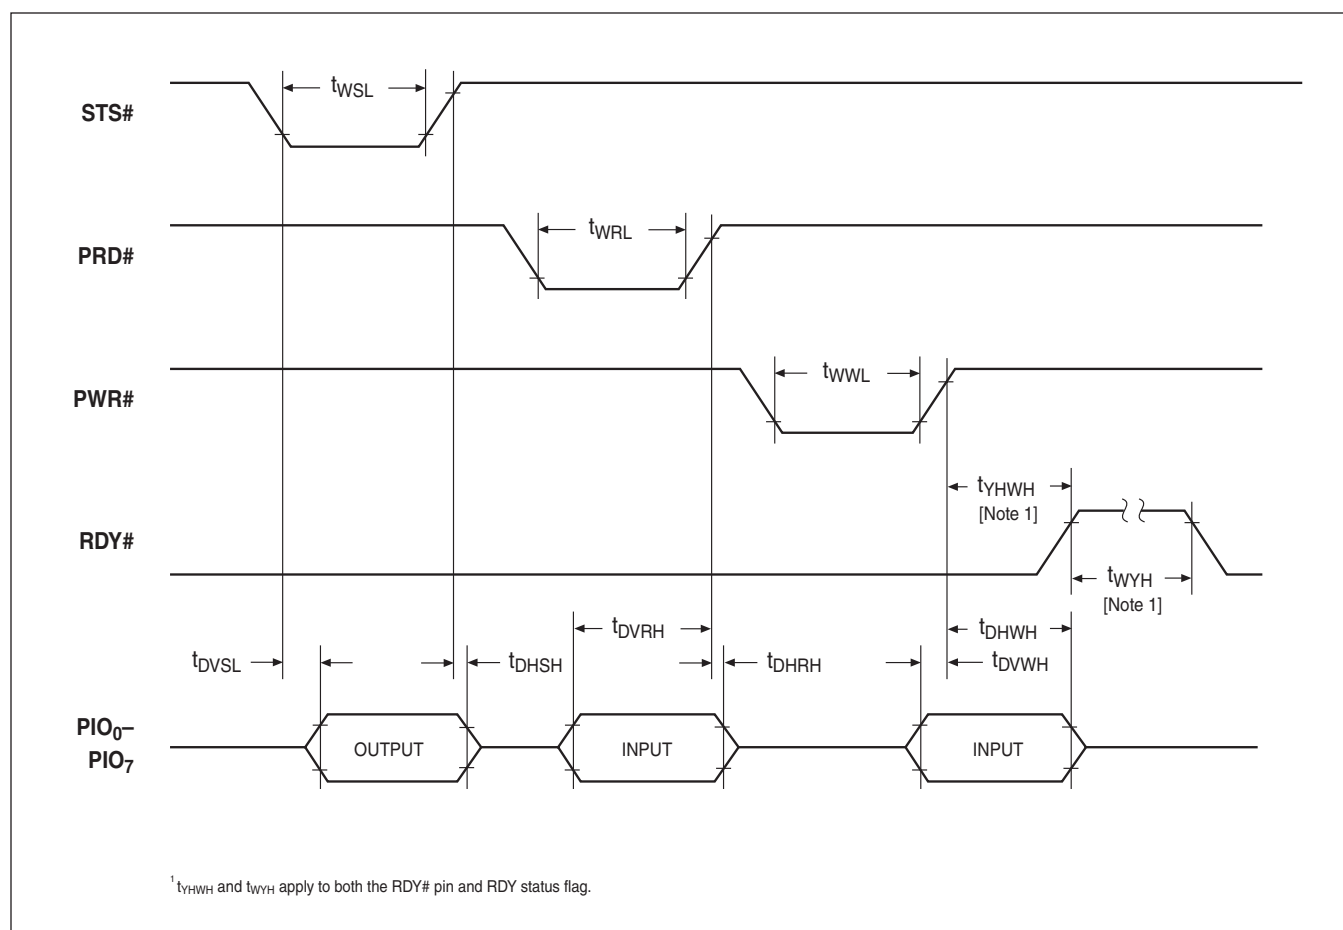 STS#
tWSL
PRD#
tWRL
PWR#
tWWL
RDY#
tYHWH
[Note 1]
tWYH
[Note 1]
tDVSL
tDHSH
tDVRH
tDHRH
tDHWH
tDVWH
PIO0–
PIO7
OUTPUT
INPUT
INPUT
1 tYHWH and tWYH apply to both the RDY# pin and RDY status flag.